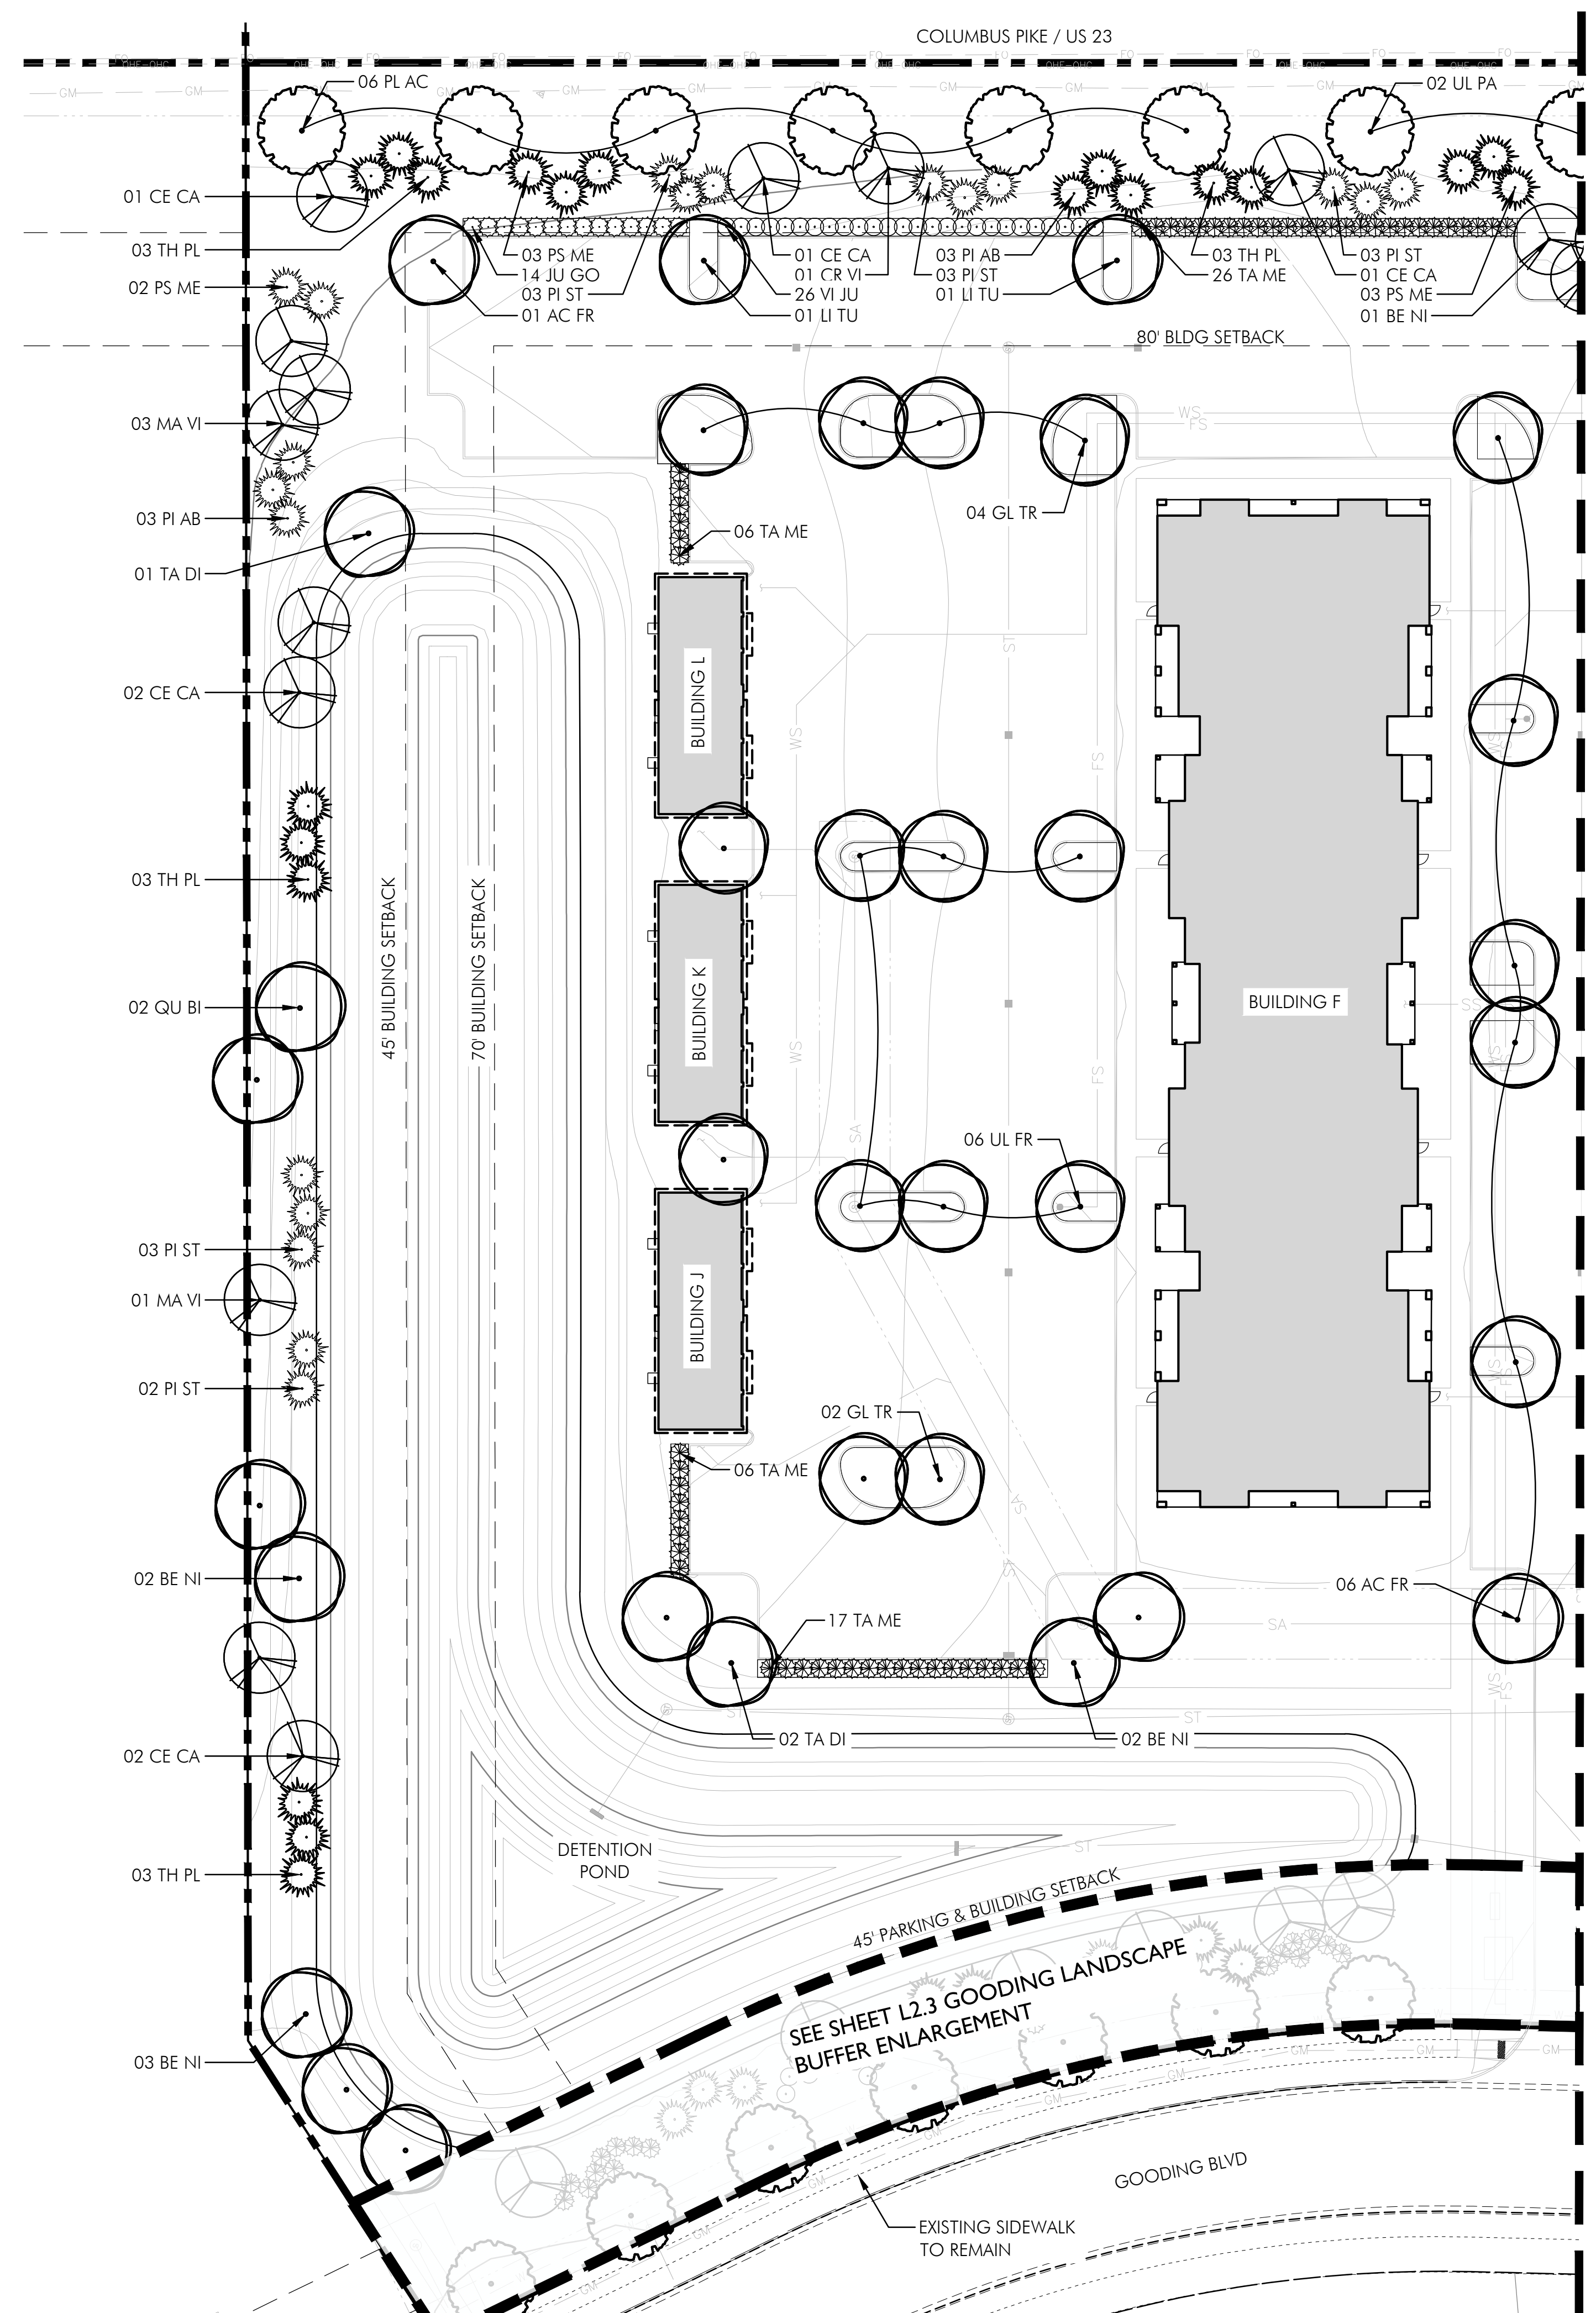 COLUMBUS PIKE / US 23
06 PL AC
02 UL PA
01 CE CA
03 TH PL
02 PS ME
03 PS ME
14 JU GO
03 PI ST
01 AC FR
01 CE CA
01 CR VI
26 VI JU
01 LI TU
03 PI AB
03 PI ST
01 LI TU
03 TH PL
26 TA ME
03 PI ST
01 CE CA
03 PS ME
01 BE NI
80' BLDG SETBACK
03 MA VI
03 PI AB
01 TA DI
06 TA ME
04 GL TR
02 CE CA
BUILDING L
03 TH PL
45' BUILDING SETBACK
70' BUILDING SETBACK
02 QU BI
BUILDING K
BUILDING F
06 UL FR
03 PI ST
01 MA VI
BUILDING J
02 PI ST
02 GL TR
06 TA ME
02 BE NI
06 AC FR
17 TA ME
02 TA DI
02 BE NI
02 CE CA
03 TH PL
DETENTION
POND
45' PARKING & BUILDING SETBACK
SEE SHEET L2.3 GOODING LANDSCAPE
BUFFER ENLARGEMENT
03 BE NI
GOODING BLVD
EXISTING SIDEWALK
TO REMAIN